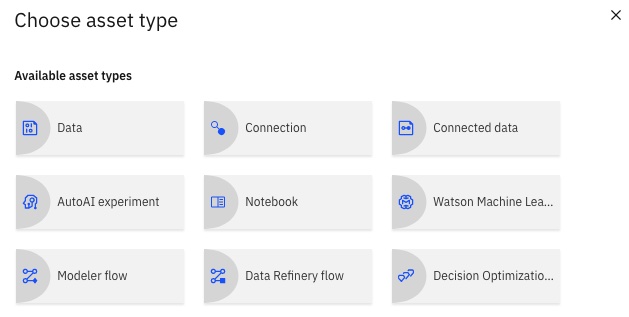 Choose asset type
Available asset types
Data
Connection
Connected data
AutoAI experiment
Notebook
Watson Machine Lea...
Modeler flow
Data Refinery flow
Decision Optimizatio...